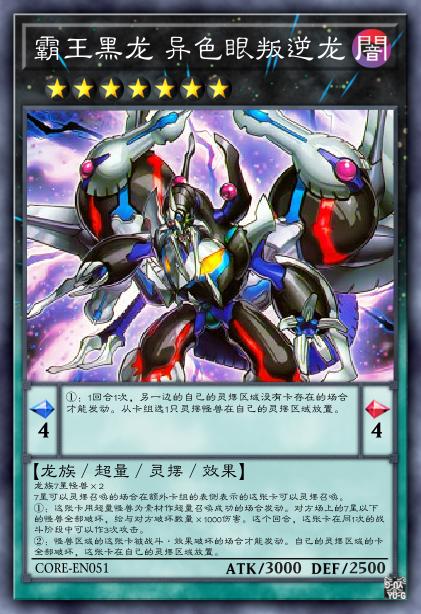 霸王黑龙 异色眼叛逆龙 闇
①：1回合1次，另一边的自己的灵摆区域没有卡存在的场合
才能发动。从卡组选1只灵摆怪兽在自己的灵摆区域放置。
4 4
【龙族／超量／灵摆／效果】
龙族7星怪兽×2
7星可以灵摆召唤的场合在额外卡组的表侧表示的这张卡可以灵摆召唤。
①：这张卡用超量怪兽为素材作超量召唤成功的场合发动。对方场上的7星以下
的怪兽全部破坏，给与对方破坏数量×1000伤害。这个回合，这张卡在同1次的战
斗阶段中可以作3次攻击。
②：怪兽区域的这张卡被战斗·效果破坏的场合才能发动。自己的灵摆区域的卡
全部破坏，这张卡在自己的灵摆区域放置。
CORE-EN051 ATK/3000 DEF/2500